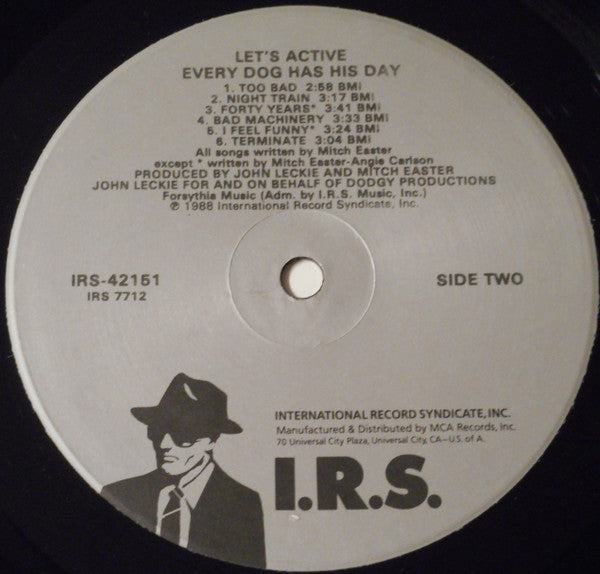 LET'S ACTIVE
EVERY DOG HAS HIS DAY
1. TOO BAD 2:58 BMI
2. NIGHT TRAIN 3:17 BMI
3. FORTY YEARS* 3:41 BMI
4. BAD MACHINERY 3:33 BMI
5. I FEEL FUNNY* 3:24 BMI
6. TERMINATE 3:04 BMI
All songs written by Mitch Easter
except * written by Mitch Easter-Angie Carlson
PRODUCED BY JOHN LECKIE AND MITCH EASTER
JOHN LECKIE FOR AND ON BEHALF OF DODGY PRODUCTIONS
Forsythia Music (Adm. by I.R.S. Music, Inc.)
℗ 1988 International Record Syndicate, Inc.
IRS-42151
IRS 7712
SIDE TWO
INTERNATIONAL RECORD SYNDICATE, INC.
Manufactured & Distributed by MCA Records, Inc.
70 Universal City Plaza, Universal City, CA–U.S. of A.
I.R.S.